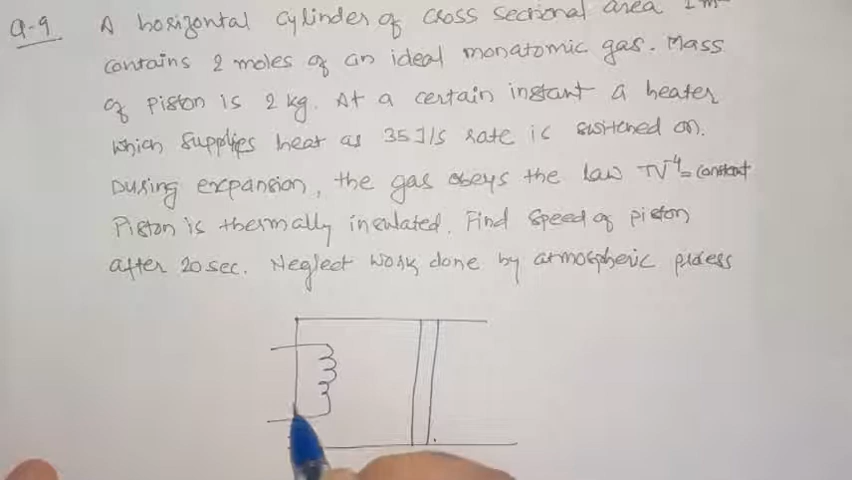 Q-9 A horizontal cylinder of cross sectional area 1 m
contains 2 moles of an ideal monatomic gas. Mass
of piston is 2 kg. At a certain instant a heater
which supplies heat as 35 J/s rate is switched on.
During expansion, the gas obeys the law TV⁻⁴ = constant
Piston is thermally insulated. Find speed of piston
after 20 sec. Neglect work done by atmospheric